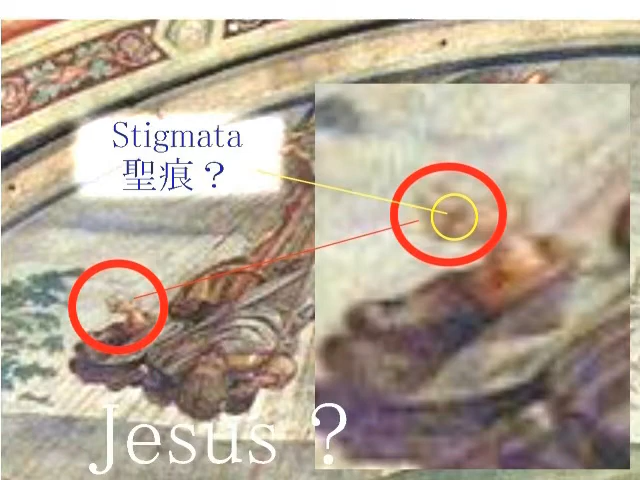 Stigmata
聖痕？
Jesus ?